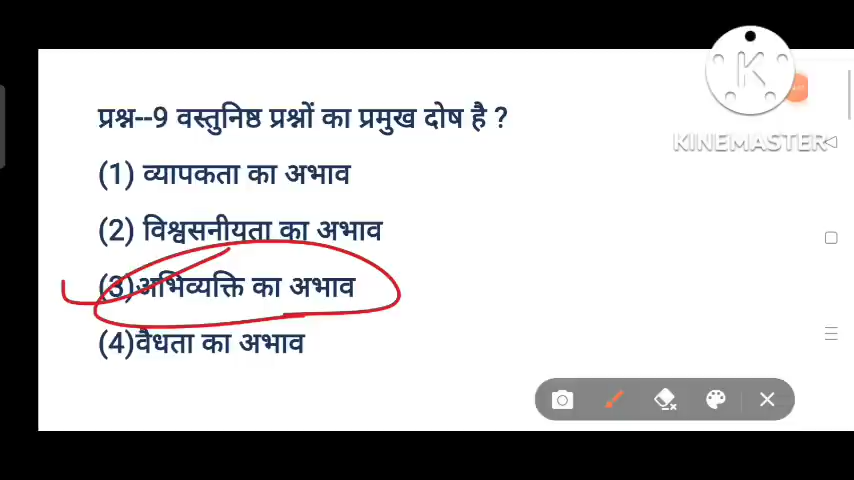 प्रश्न--9 वस्तुनिष्ठ प्रश्नों का प्रमुख दोष है ?
(1) व्यापकता का अभाव
(2) विश्वसनीयता का अभाव
(3)अभिव्यक्ति का अभाव
(4)वैधता का अभाव
K
KINEMASTER